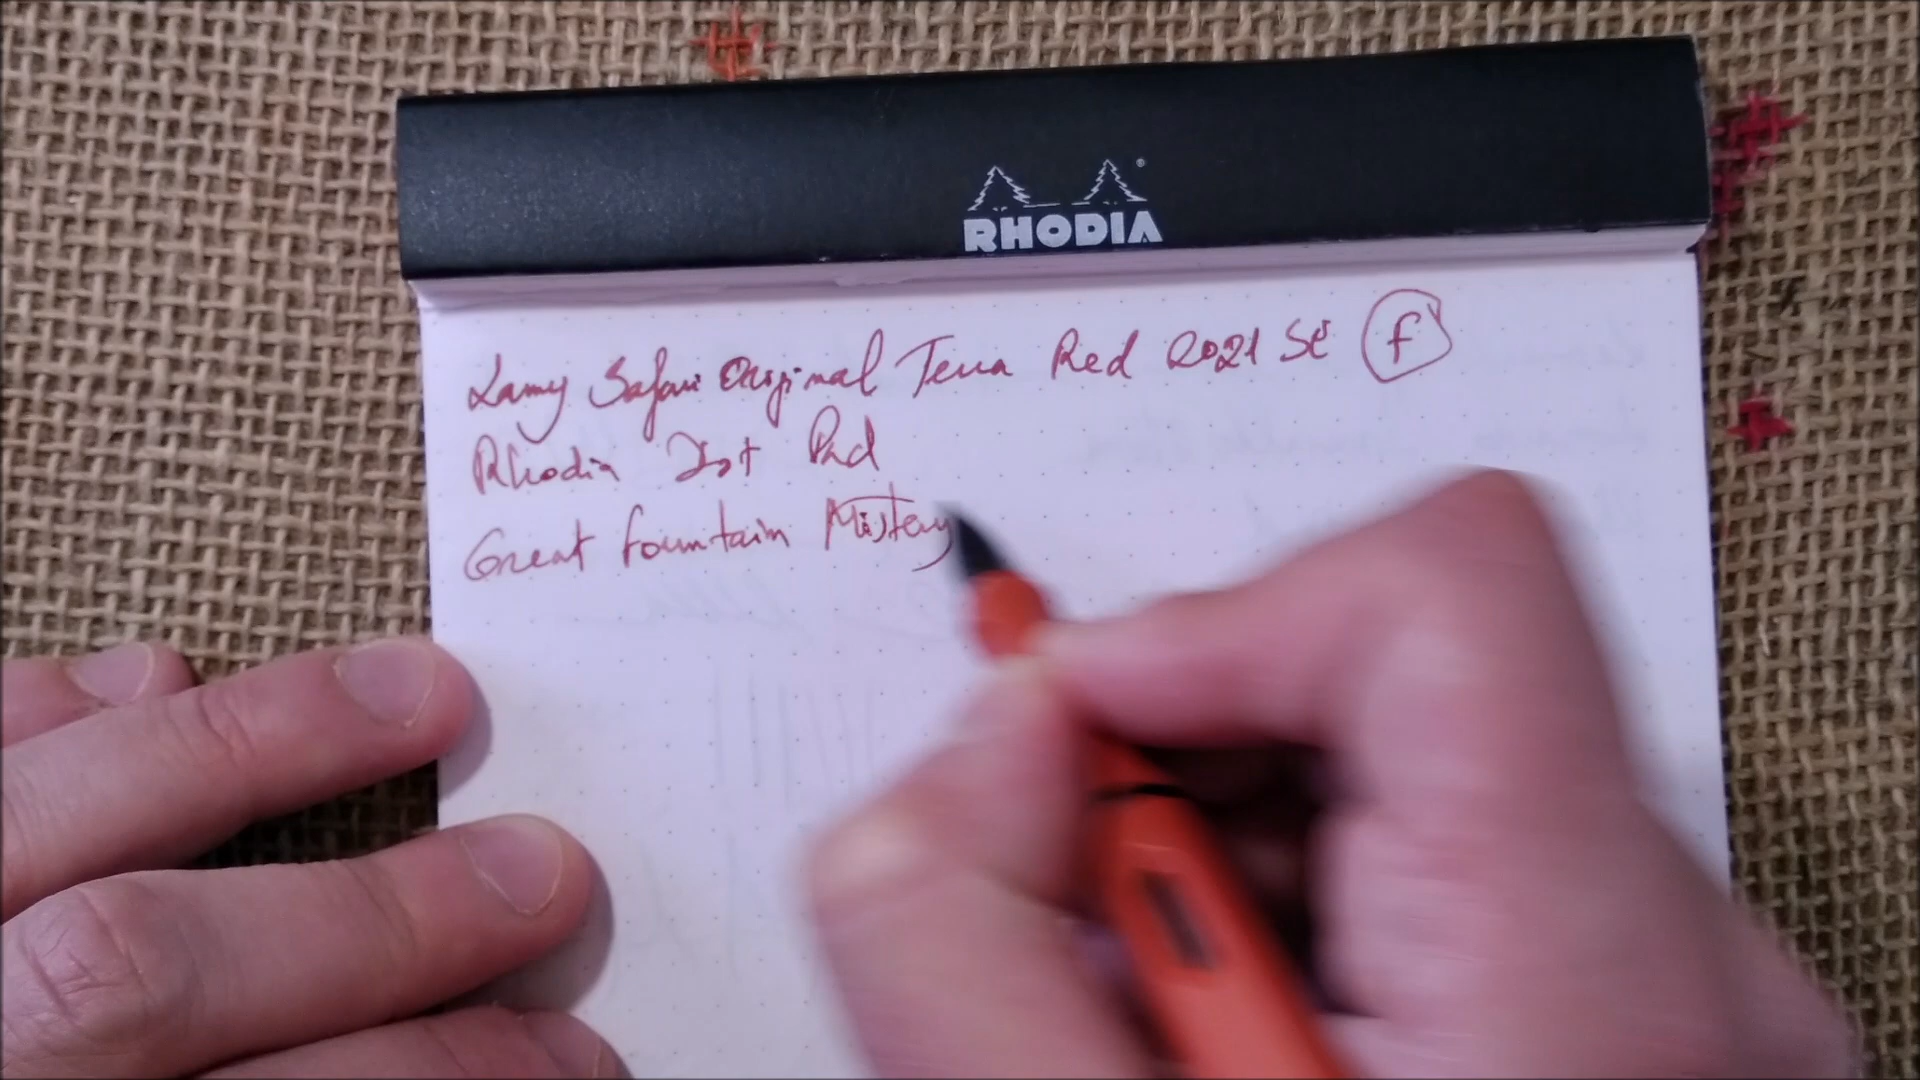 RHODIA
Lamy Safari Original Terra Red 2021 SE f
Rhodia Dot Pad
Great fountain Mistery